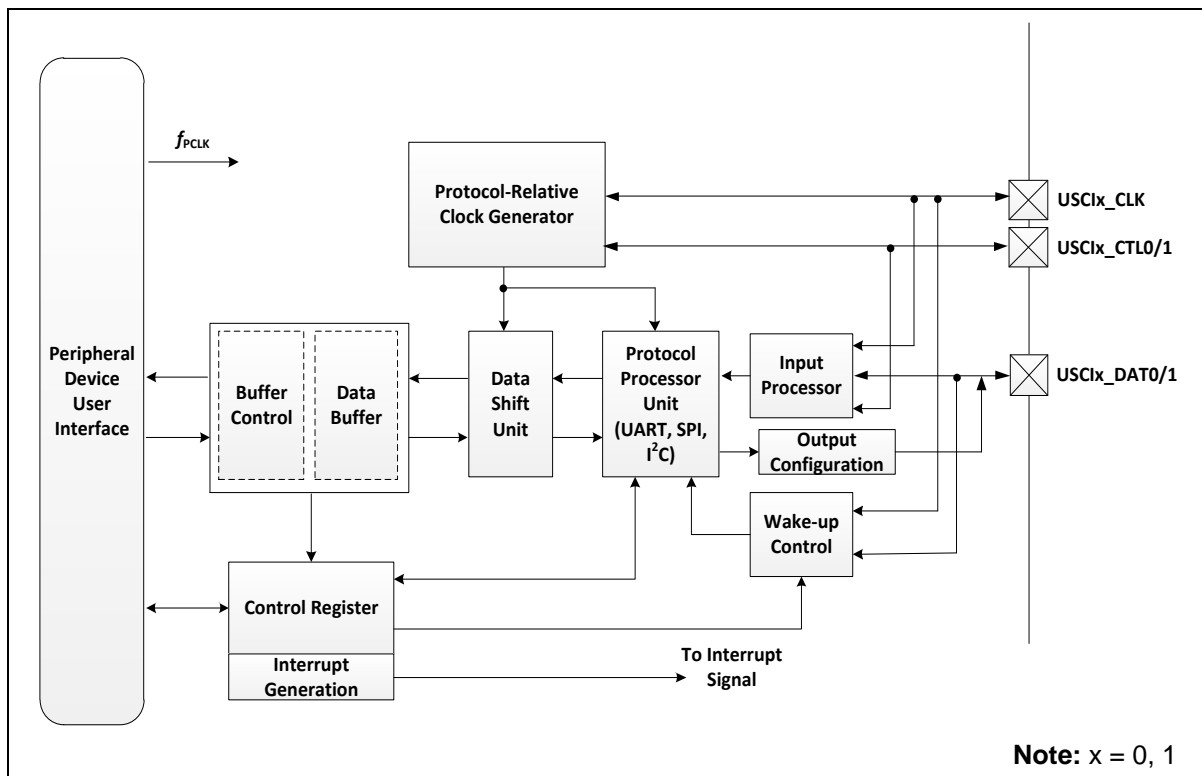 fPCLK
Protocol-Relative
Clock Generator
USCIx_CLK
USCIx_CTL0/1
Peripheral
Device
User
Interface
Buffer
Control
Data
Buffer
Data
Shift
Unit
Protocol
Processor
Unit
(UART, SPI,
I²C)
Input
Processor
USCIx_DAT0/1
Output
Configuration
Wake-up
Control
Control Register
Interrupt
Generation
To Interrupt
Signal
Note: x = 0, 1